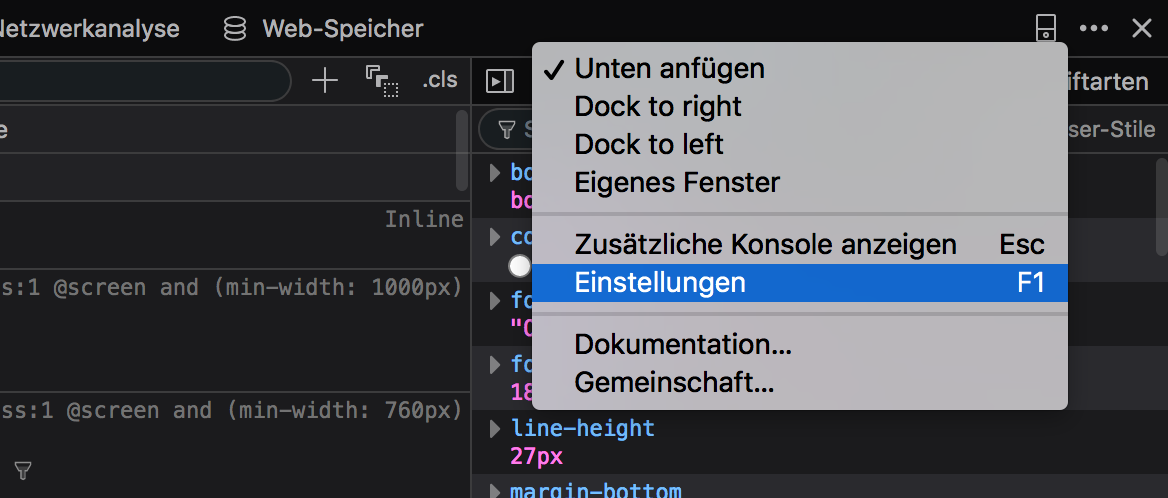 Netzwerkanalyse Web-Speicher
.cls
Unten anfügen
Dock to right
Dock to left
Eigenes Fenster
Zusätzliche Konsole anzeigen Esc
Einstellungen F1
Dokumentation...
Gemeinschaft...
iftarten
ser-Stile
Inline
ss:1 @screen and (min-width: 1000px)
ss:1 @screen and (min-width: 760px)
bo
bo
co
fo
"O
fo
18
line-height
27px
margin-bottom